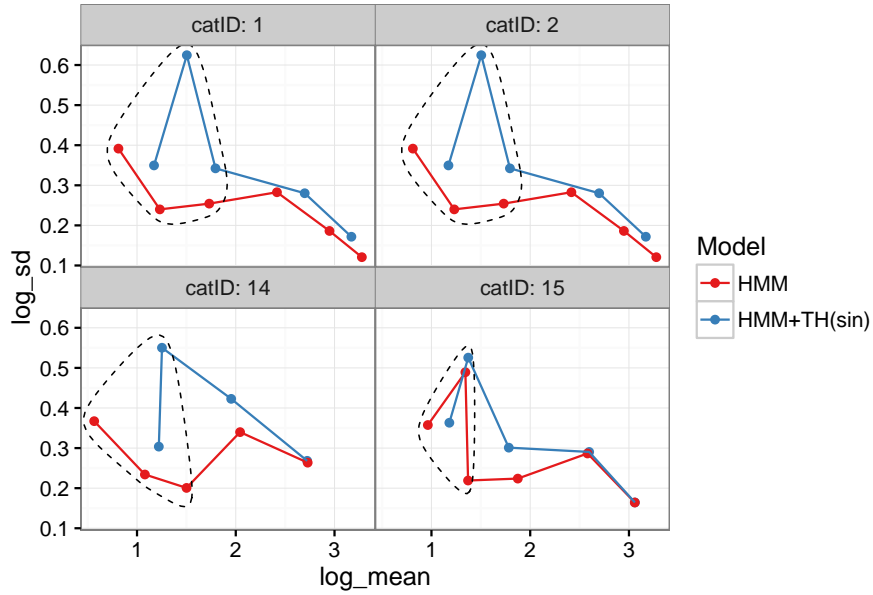 catID: 1
catID: 2
0.6
0.5
0.4
0.3
0.2
0.1
catID: 14
catID: 15
0.6
0.5
0.4
0.3
0.2
0.1
1
2
3
1
2
3
log_mean
log_sd
Model
HMM
HMM+TH(sin)